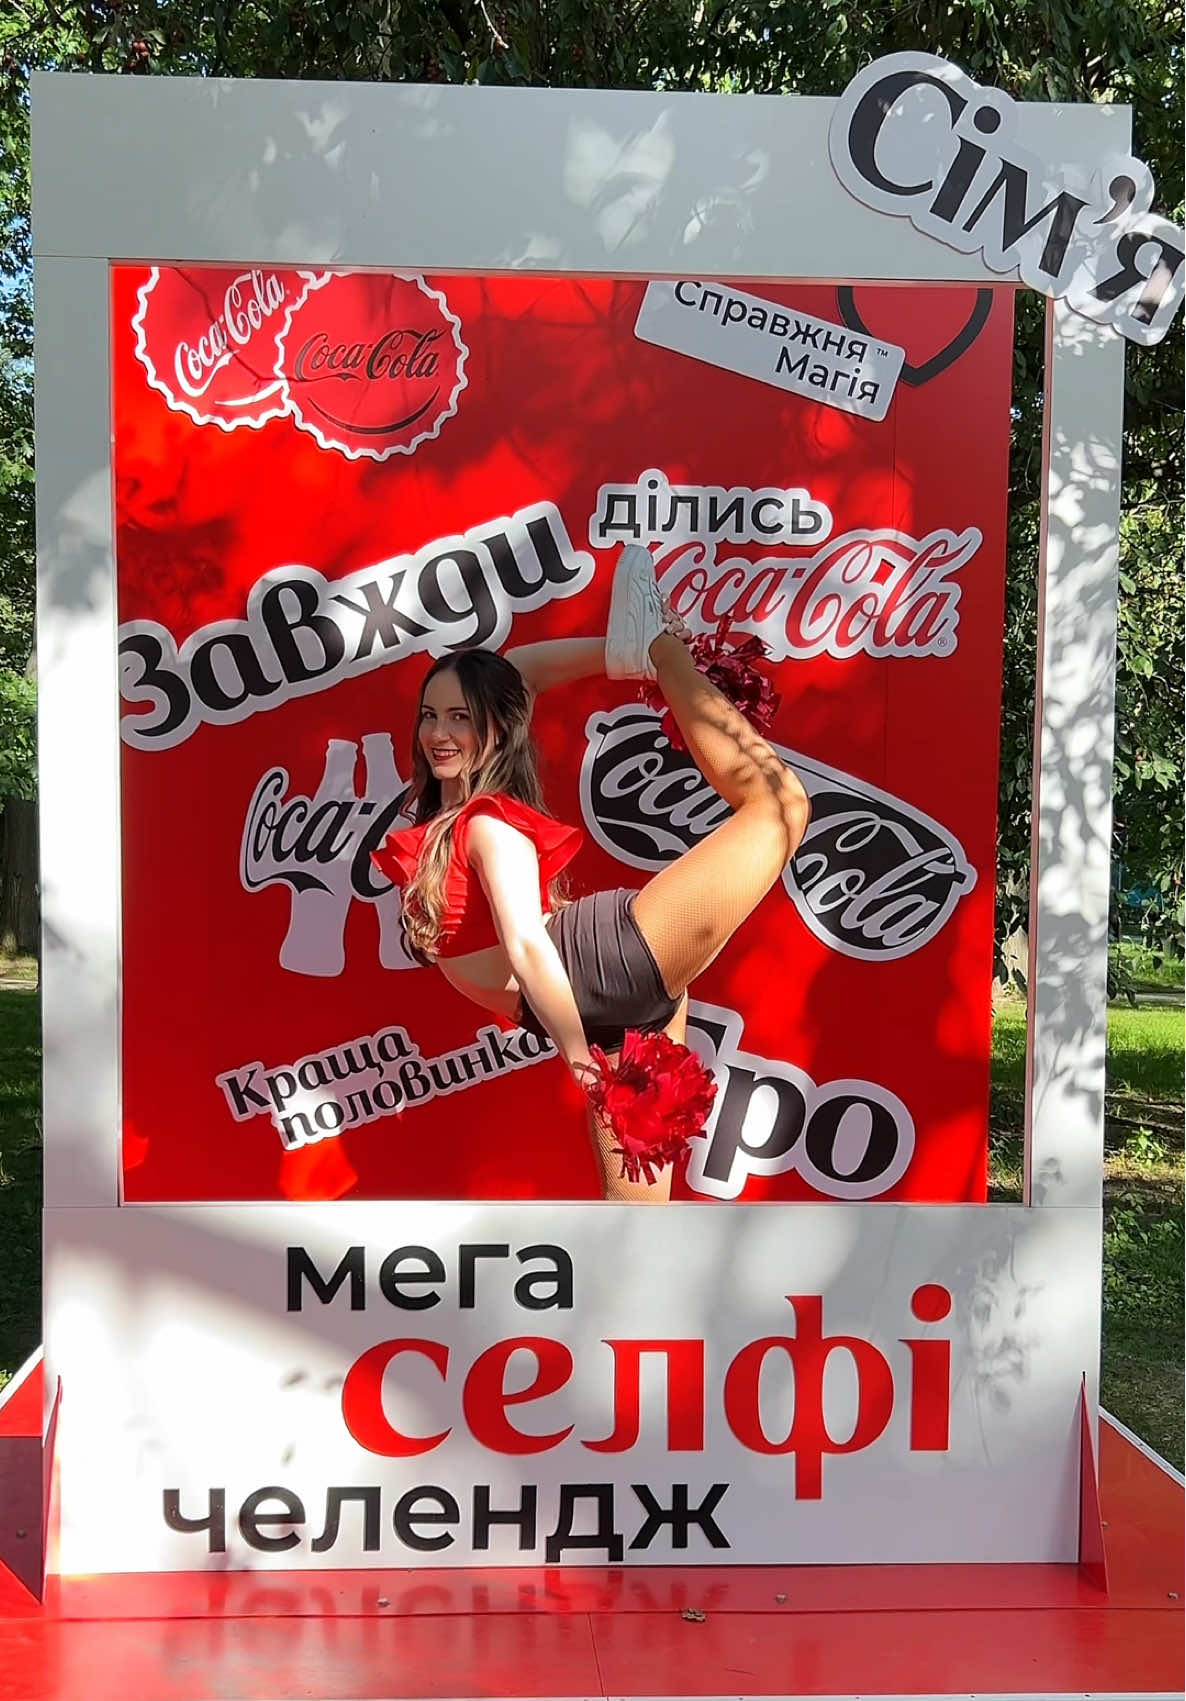 Сім'я
Coca-Cola
Coca-Cola
Справжня™
Магія
ділись
Coca-Cola®
Завжди
Coca-
Coca-Cola
Краща
половинка
Бро
мега
селфі
челендж